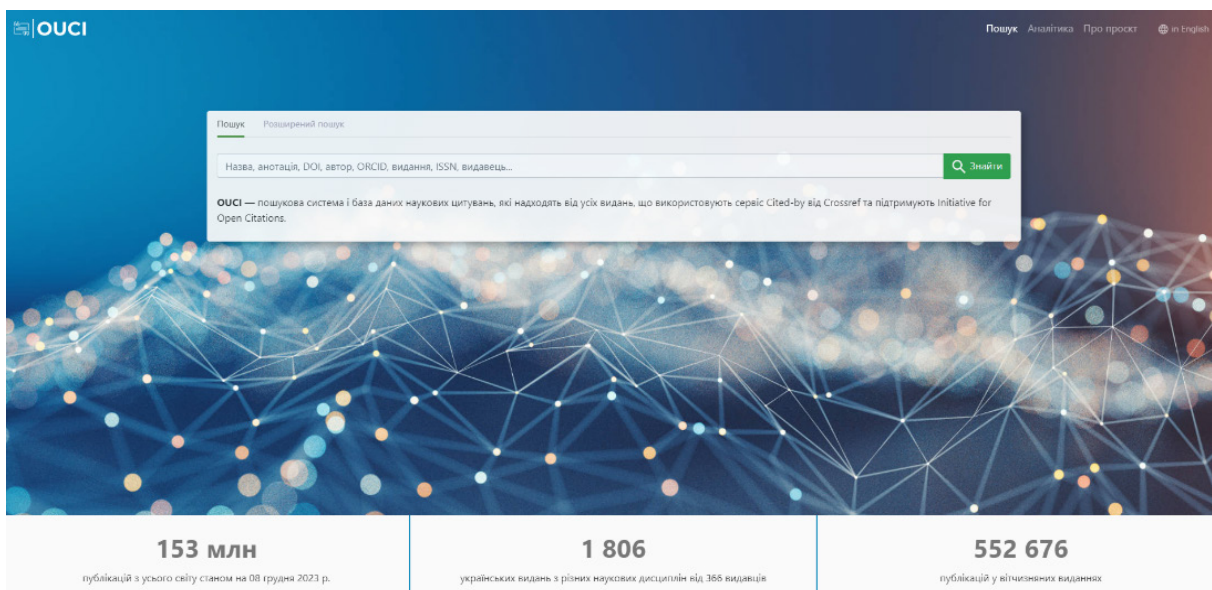 OUCI
Пошук Аналітика Про проєкт in English
Пошук Розширений пошук
Назва, анотація, DOI, автор, ORCID, видання, ISSN, видавець...
Знайти
OUCI — пошукова система і база даних наукових цитувань, які надходять від усіх видань, що використовують сервіс Cited-by від Crossref та підтримують Initiative for
Open Citations.
153 млн
публікацій з усього світу станом на 08 грудня 2023 р.
1 806
українських видань з різних наукових дисциплін від 366 видавців
552 676
публікацій у вітчизняних виданнях